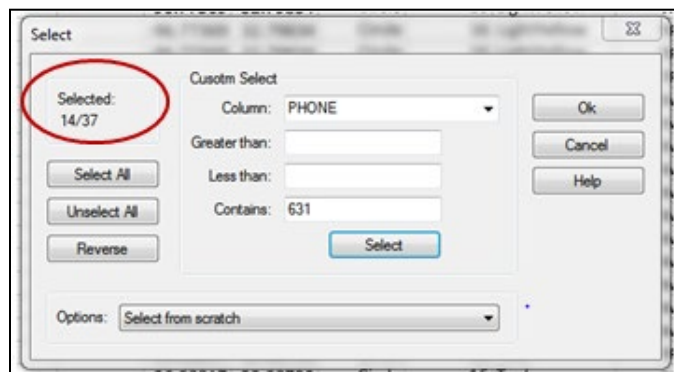 Select
Selected:
14/37
Select All
Unselect All
Reverse
Cusotm Select
Column: PHONE
Greater than:
Less than:
Contains: 631
Select
Ok
Cancel
Help
Options: Select from scratch